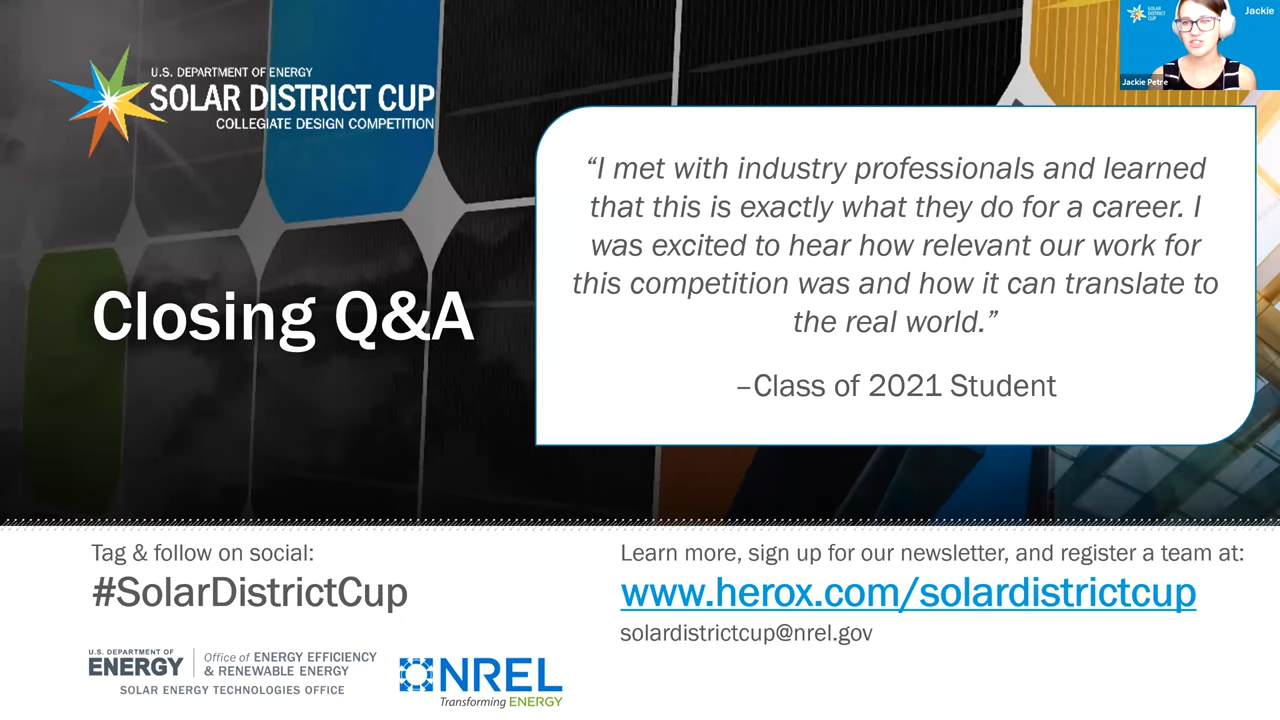 U.S. DEPARTMENT OF ENERGY
SOLAR DISTRICT CUP
COLLEGIATE DESIGN COMPETITION
SOLAR
DISTRICT
CUP
Jackie
Jackie Petre
Closing Q&A
“I met with industry professionals and learned
that this is exactly what they do for a career. I
was excited to hear how relevant our work for
this competition was and how it can translate to
the real world.”
–Class of 2021 Student
Tag & follow on social:
#SolarDistrictCup
Learn more, sign up for our newsletter, and register a team at:
www.herox.com/solardistrictcup
solardistrictcup@nrel.gov
U.S. DEPARTMENT OF
ENERGY
Office of ENERGY EFFICIENCY
& RENEWABLE ENERGY
SOLAR ENERGY TECHNOLOGIES OFFICE
NREL
Transforming ENERGY